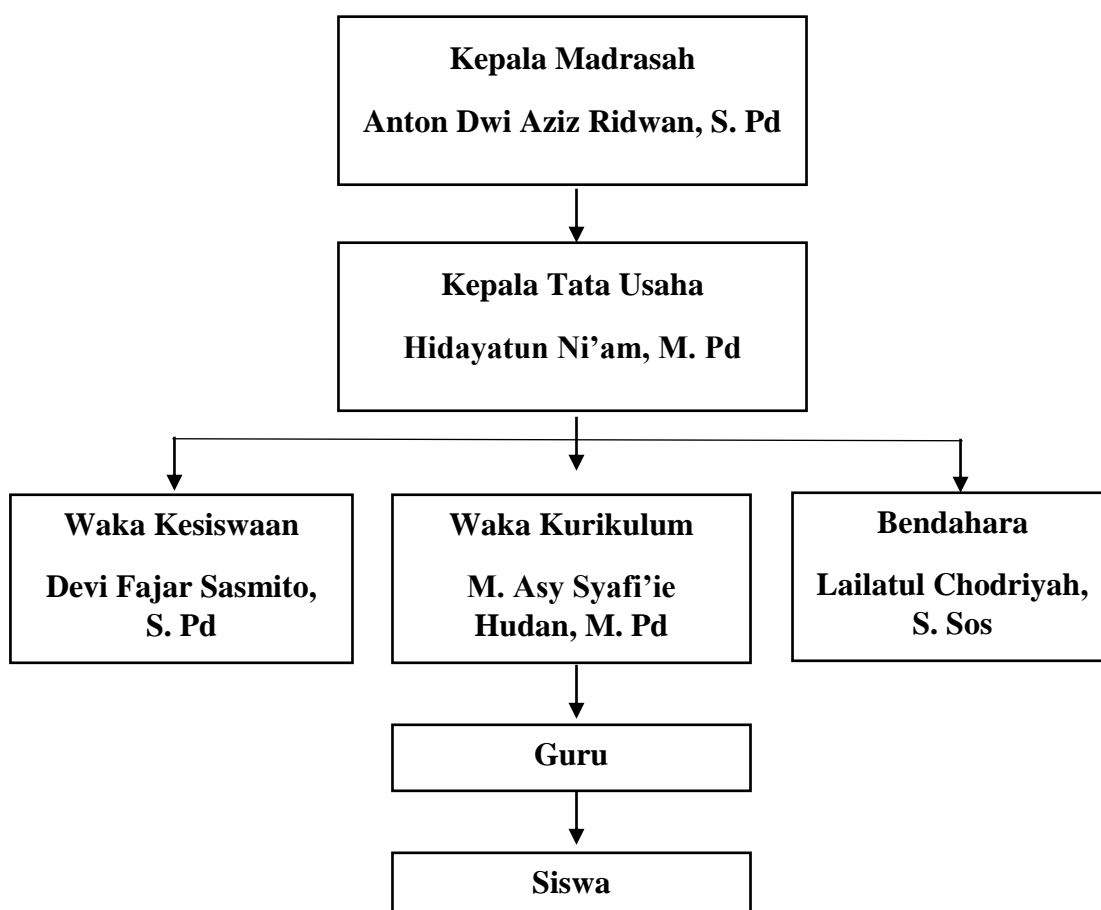 Kepala Madrasah
Anton Dwi Aziz Ridwan, S. Pd
Kepala Tata Usaha
Hidayatun Ni’am, M. Pd
Waka Kesiswaan
Devi Fajar Sasmito,
S. Pd
Waka Kurikulum
M. Asy Syafi’ie
Hudan, M. Pd
Bendahara
Lailatul Chodriyah,
S. Sos
Guru
Siswa